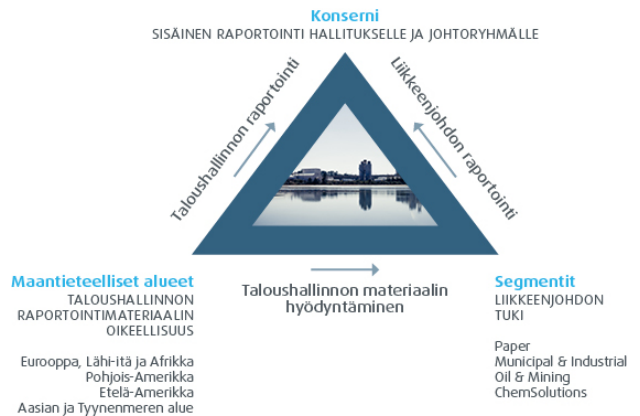 Konserni
SISÄINEN RAPORTOINTI HALLITUKSELLE JA JOHTORYHMÄLLE
Taloushallinnon raportointi
Liikkeenjohdon raportointi
Maantieteelliset alueet
TALOUSHALLINNON
RAPORTOINTIMATERIAALIN
OIKEELLISUUS
Eurooppa, Lähi-itä ja Afrikka
Pohjois-Amerikka
Etelä-Amerikka
Aasian ja Tyynenmeren alue
Taloushallinnon materiaalin
hyödyntäminen
Segmentit
LIIKKEENJOHDON
TUKI
Paper
Municipal & Industrial
Oil & Mining
ChemSolutions